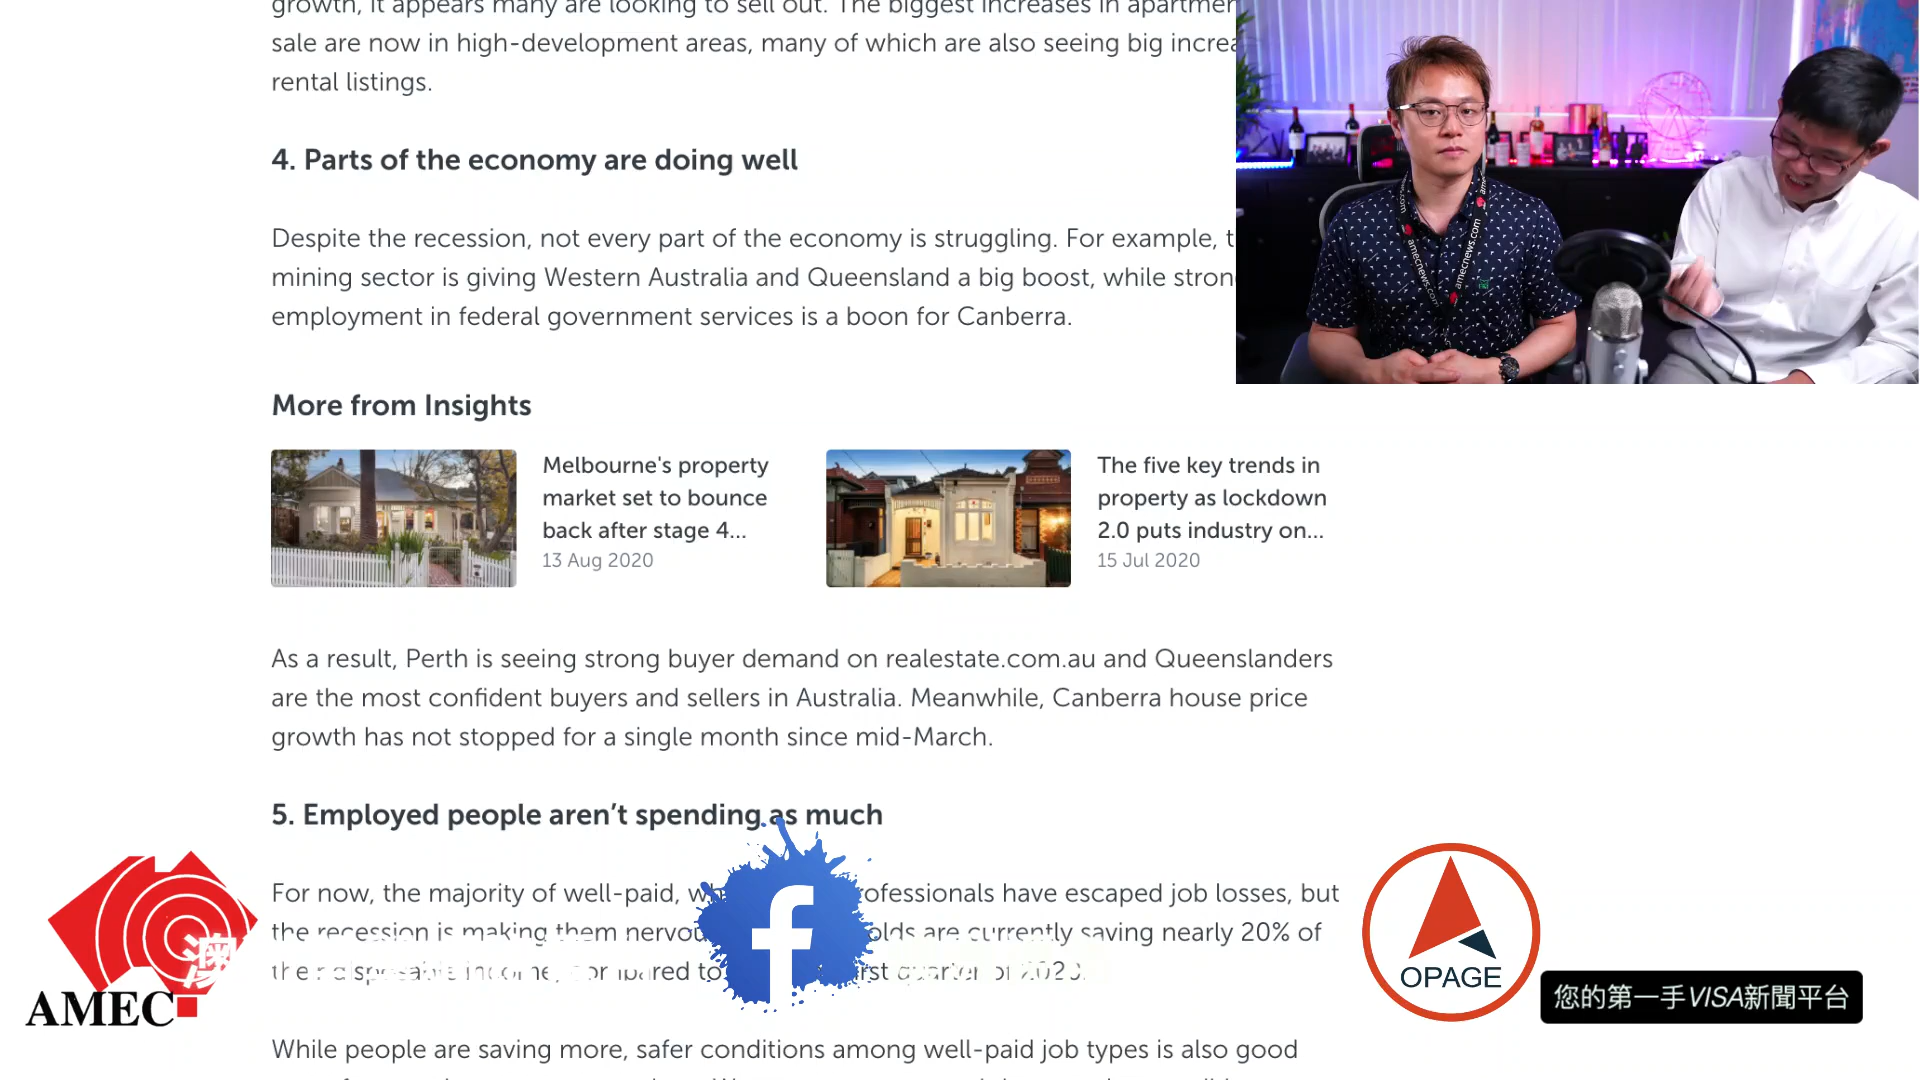 growth, it appears many are looking to sell out. The biggest increases in apartmen
sale are now in high-development areas, many of which are also seeing big increa
rental listings.
4. Parts of the economy are doing well
Despite the recession, not every part of the economy is struggling. For example, t
mining sector is giving Western Australia and Queensland a big boost, while stron
employment in federal government services is a boon for Canberra.
More from Insights
Melbourne's property
market set to bounce
back after stage 4...
13 Aug 2020
The five key trends in
property as lockdown
2.0 puts industry on...
15 Jul 2020
As a result, Perth is seeing strong buyer demand on realestate.com.au and Queenslanders
are the most confident buyers and sellers in Australia. Meanwhile, Canberra house price
growth has not stopped for a single month since mid-March.
5. Employed people aren’t spending as much
For now, the majority of well-paid, wh ofessionals have escaped job losses, but
the recession is making them nervou olds are currently saving nearly 20% of
income, compared to first quarter of 2020.
While people are saving more, safer conditions among well-paid job types is also good
amecnews.com
澳
AMEC
f
OPAGE
您的第一手VISA新聞平台